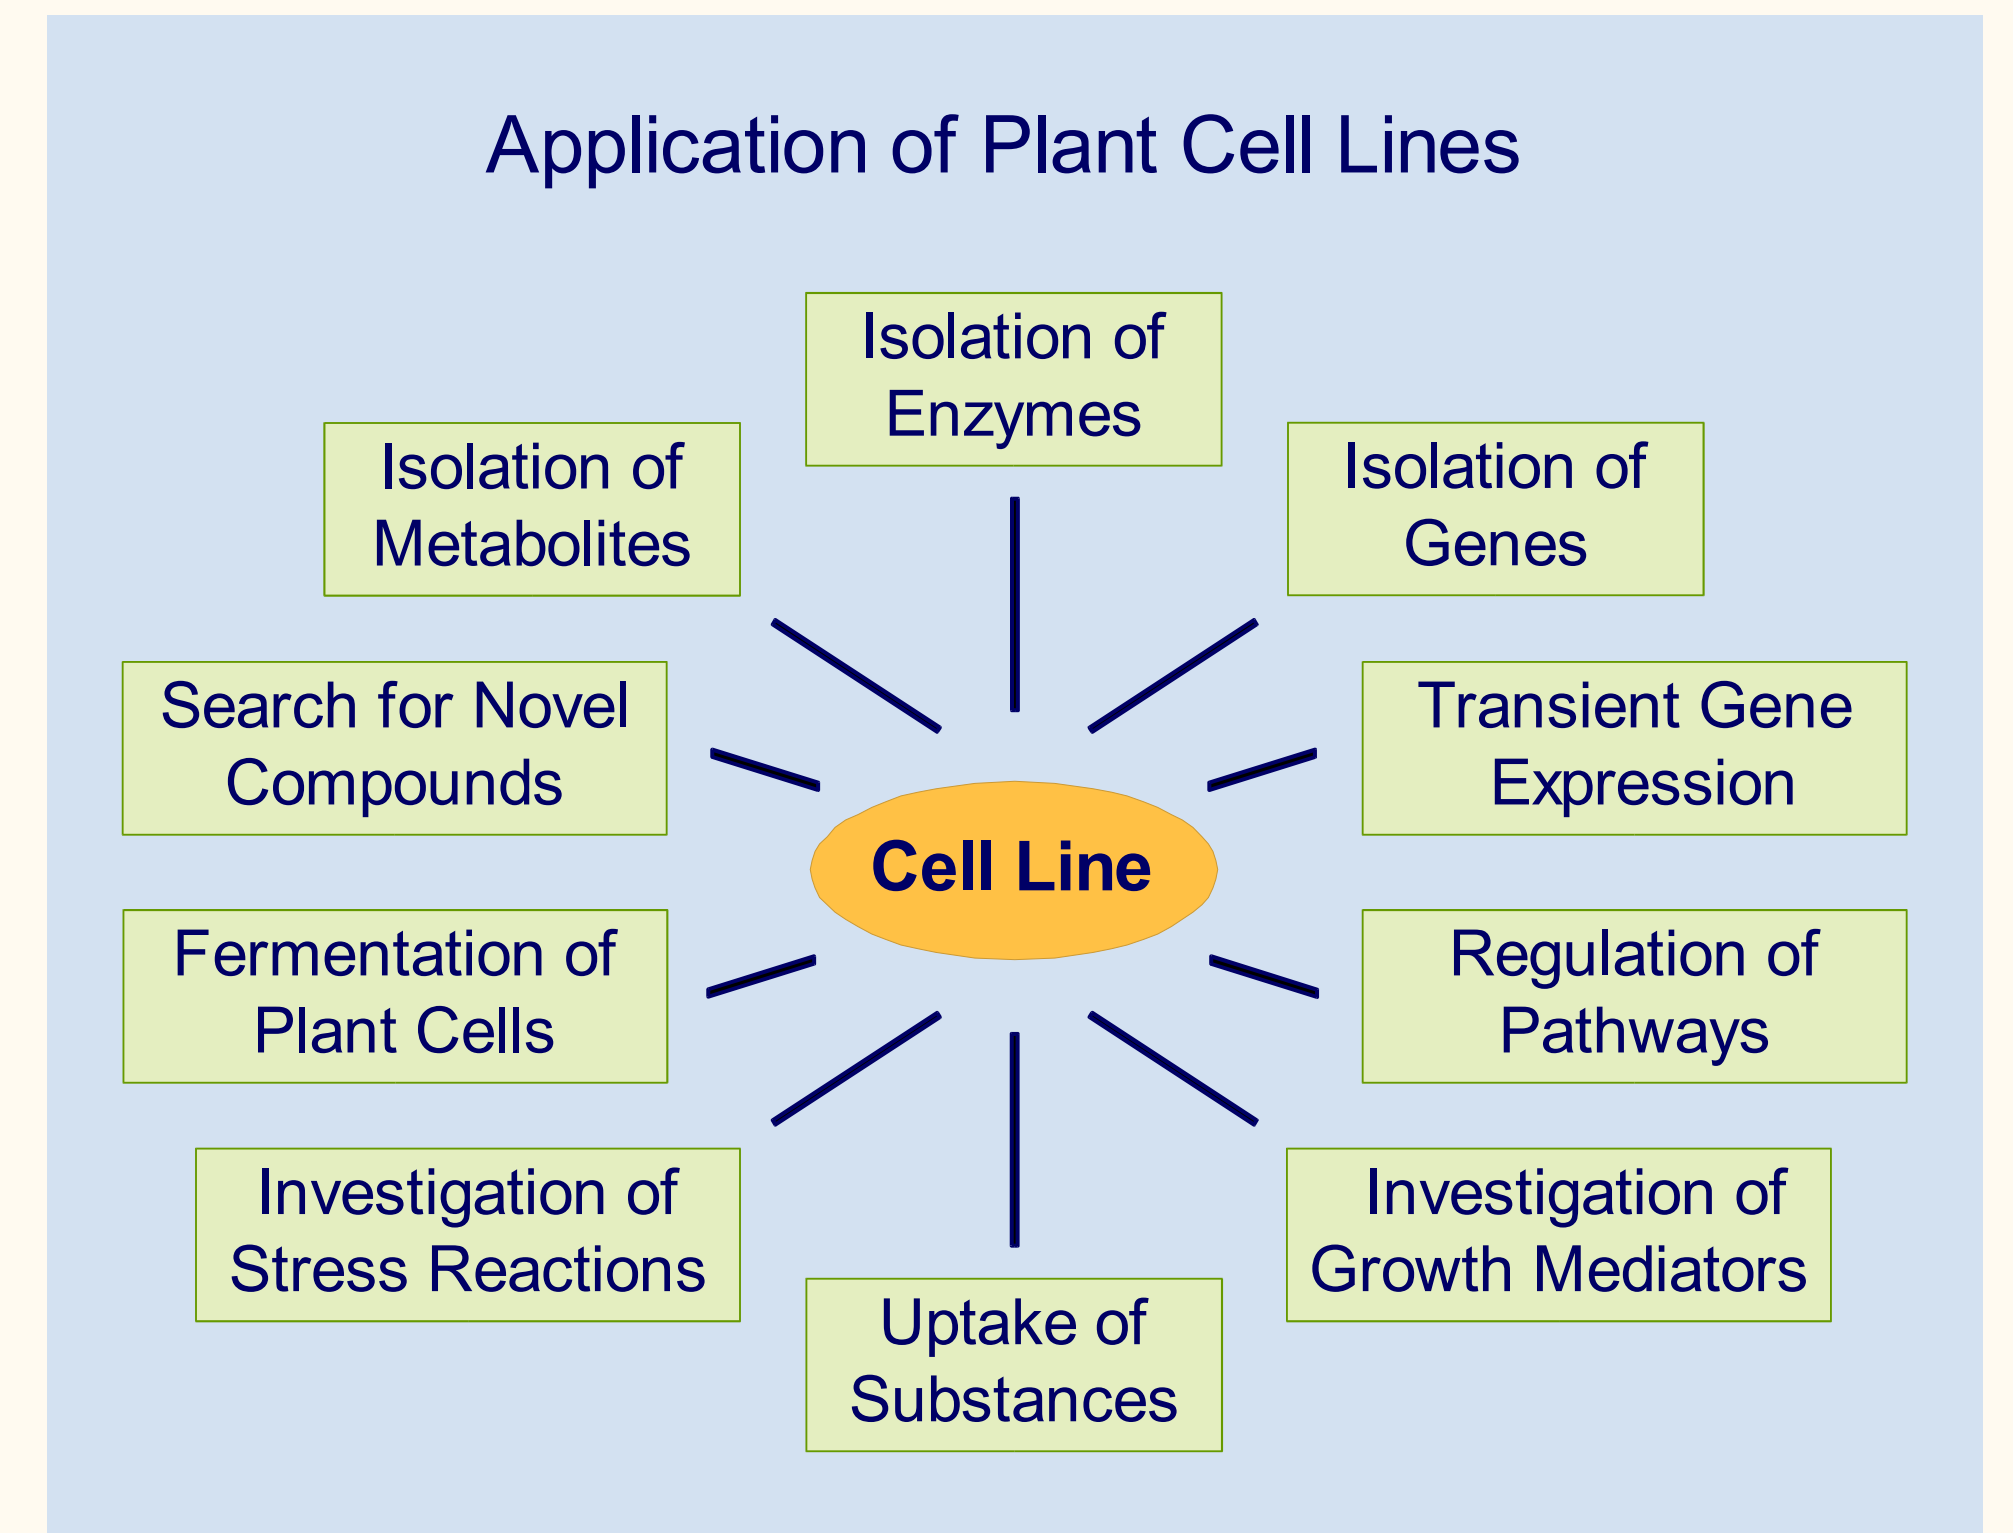 Application of Plant Cell Lines
Isolation of
Enzymes
Isolation of
Metabolites
Isolation of
Genes
Search for Novel
Compounds
Transient Gene
Expression
Cell Line
Fermentation of
Plant Cells
Regulation of
Pathways
Investigation of
Stress Reactions
Investigation of
Growth Mediators
Uptake of
Substances